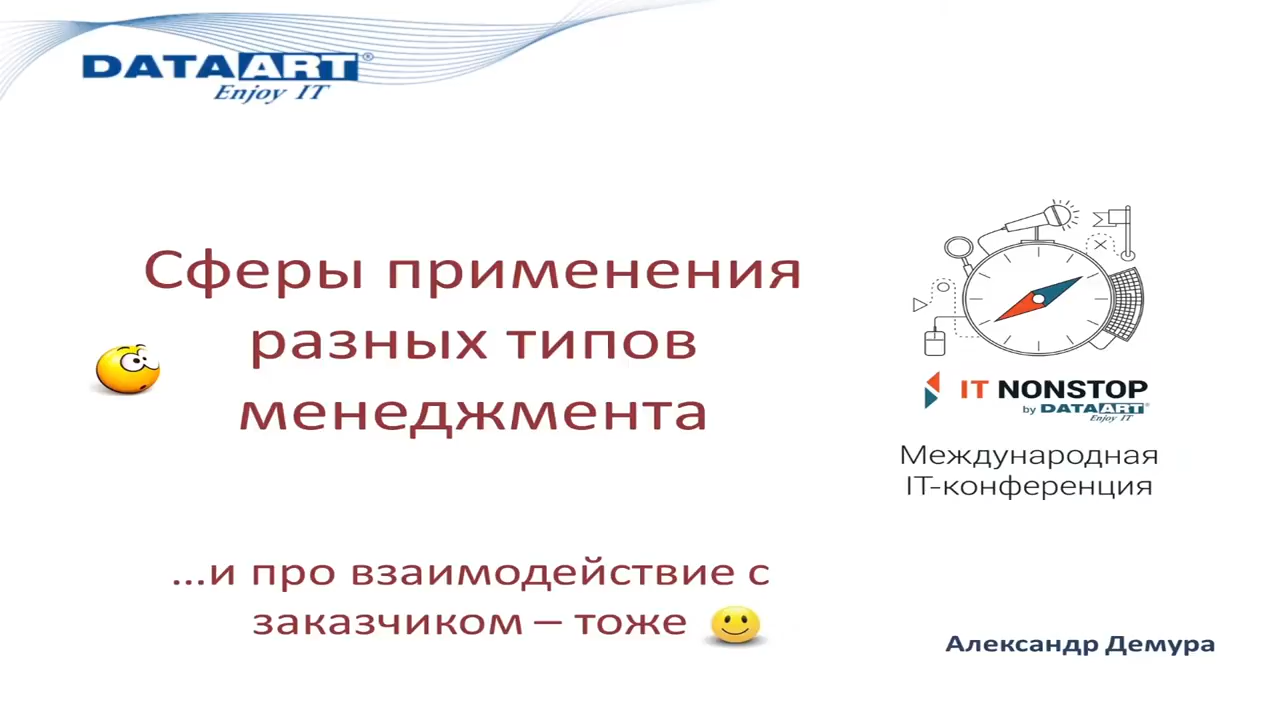 DATAART®
Enjoy IT
Сферы применения
разных типов
менеджмента
...и про взаимодействие с
заказчиком – тоже
IT NONSTOP
by DATAART®
Enjoy IT
Международная
IT-конференция
Александр Демура